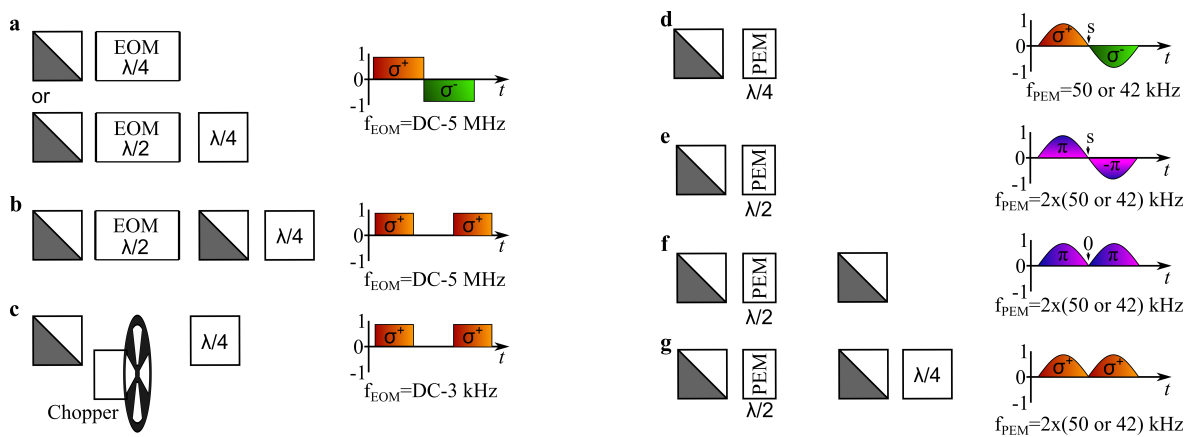 a
EOM
λ/4
or
EOM
λ/2
λ/4
1
0
-1
σ+
σ-
t
fEOM=DC-5 MHz
b
EOM
λ/2
λ/4
1
0
-1
σ+
σ+
t
fEOM=DC-5 MHz
c
Chopper
λ/4
1
0
-1
σ+
σ+
t
fEOM=DC-3 kHz
d
PEM
λ/4
1
0
-1
σ+
s
σ-
t
fPEM=50 or 42 kHz
e
PEM
λ/2
1
0
-1
π
s
-π
t
fPEM=2x(50 or 42) kHz
f
PEM
λ/2
1
0
-1
π
0
π
t
fPEM=2x(50 or 42) kHz
g
PEM
λ/2
λ/4
1
0
-1
σ+
σ+
t
fPEM=2x(50 or 42) kHz